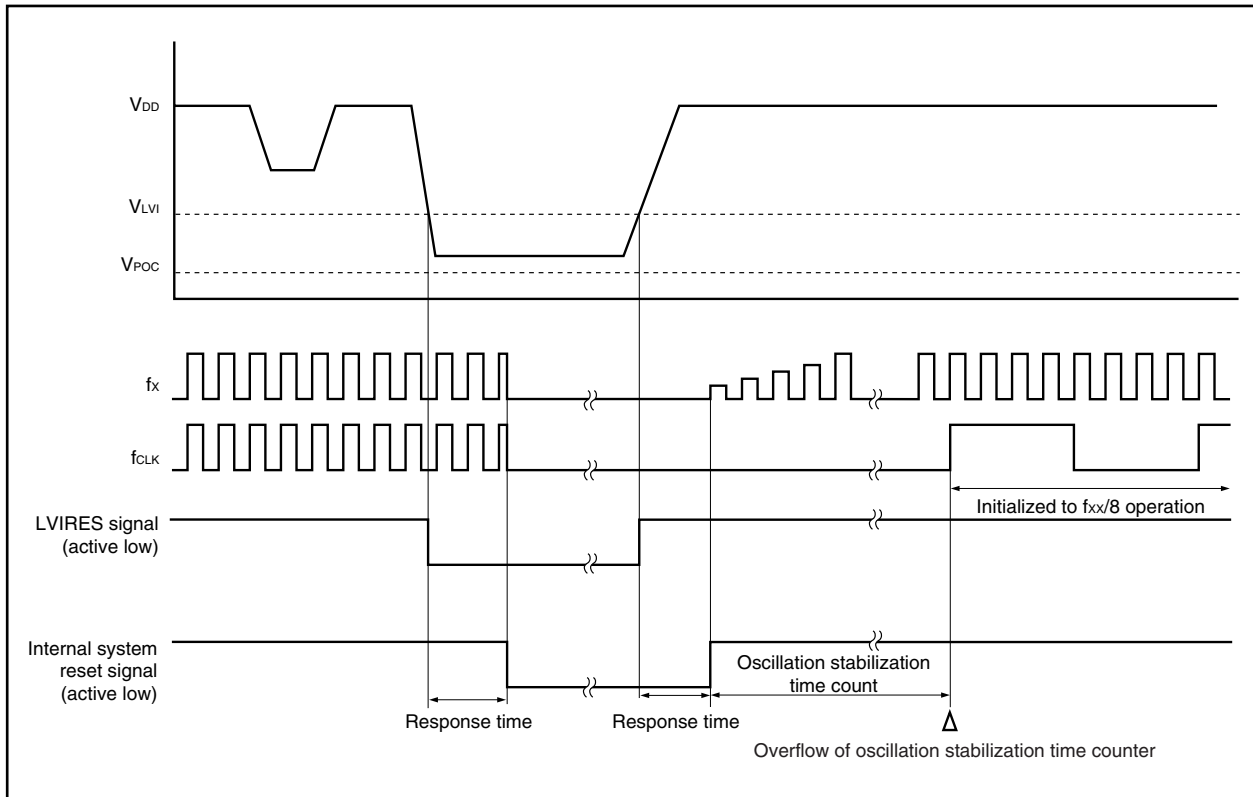 VDD
VLVI
VPOC
fX
fCLK
Initialized to fXX/8 operation
LVIRES signal
(active low)
Internal system
reset signal
(active low)
Oscillation stabilization
time count
Response time
Response time
Overflow of oscillation stabilization time counter